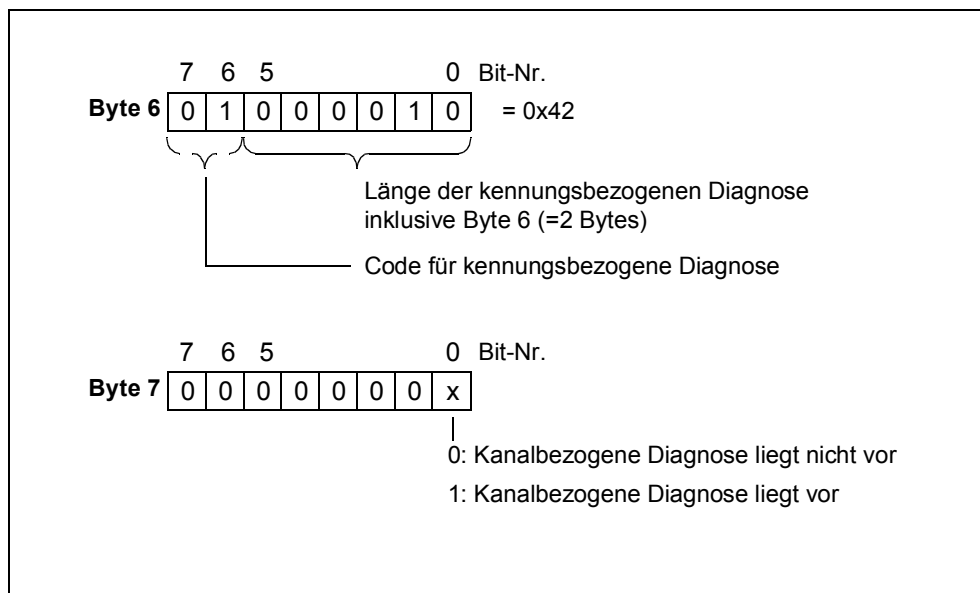 7 6 5 0 Bit-Nr.
Byte 6 0 1 0 0 0 0 1 0 = 0x42
Länge der kennungsbezogenen Diagnose
inklusive Byte 6 (=2 Bytes)
Code für kennungsbezogene Diagnose
7 6 5 0 Bit-Nr.
Byte 7 0 0 0 0 0 0 0 x
0: Kanalbezogene Diagnose liegt nicht vor
1: Kanalbezogene Diagnose liegt vor